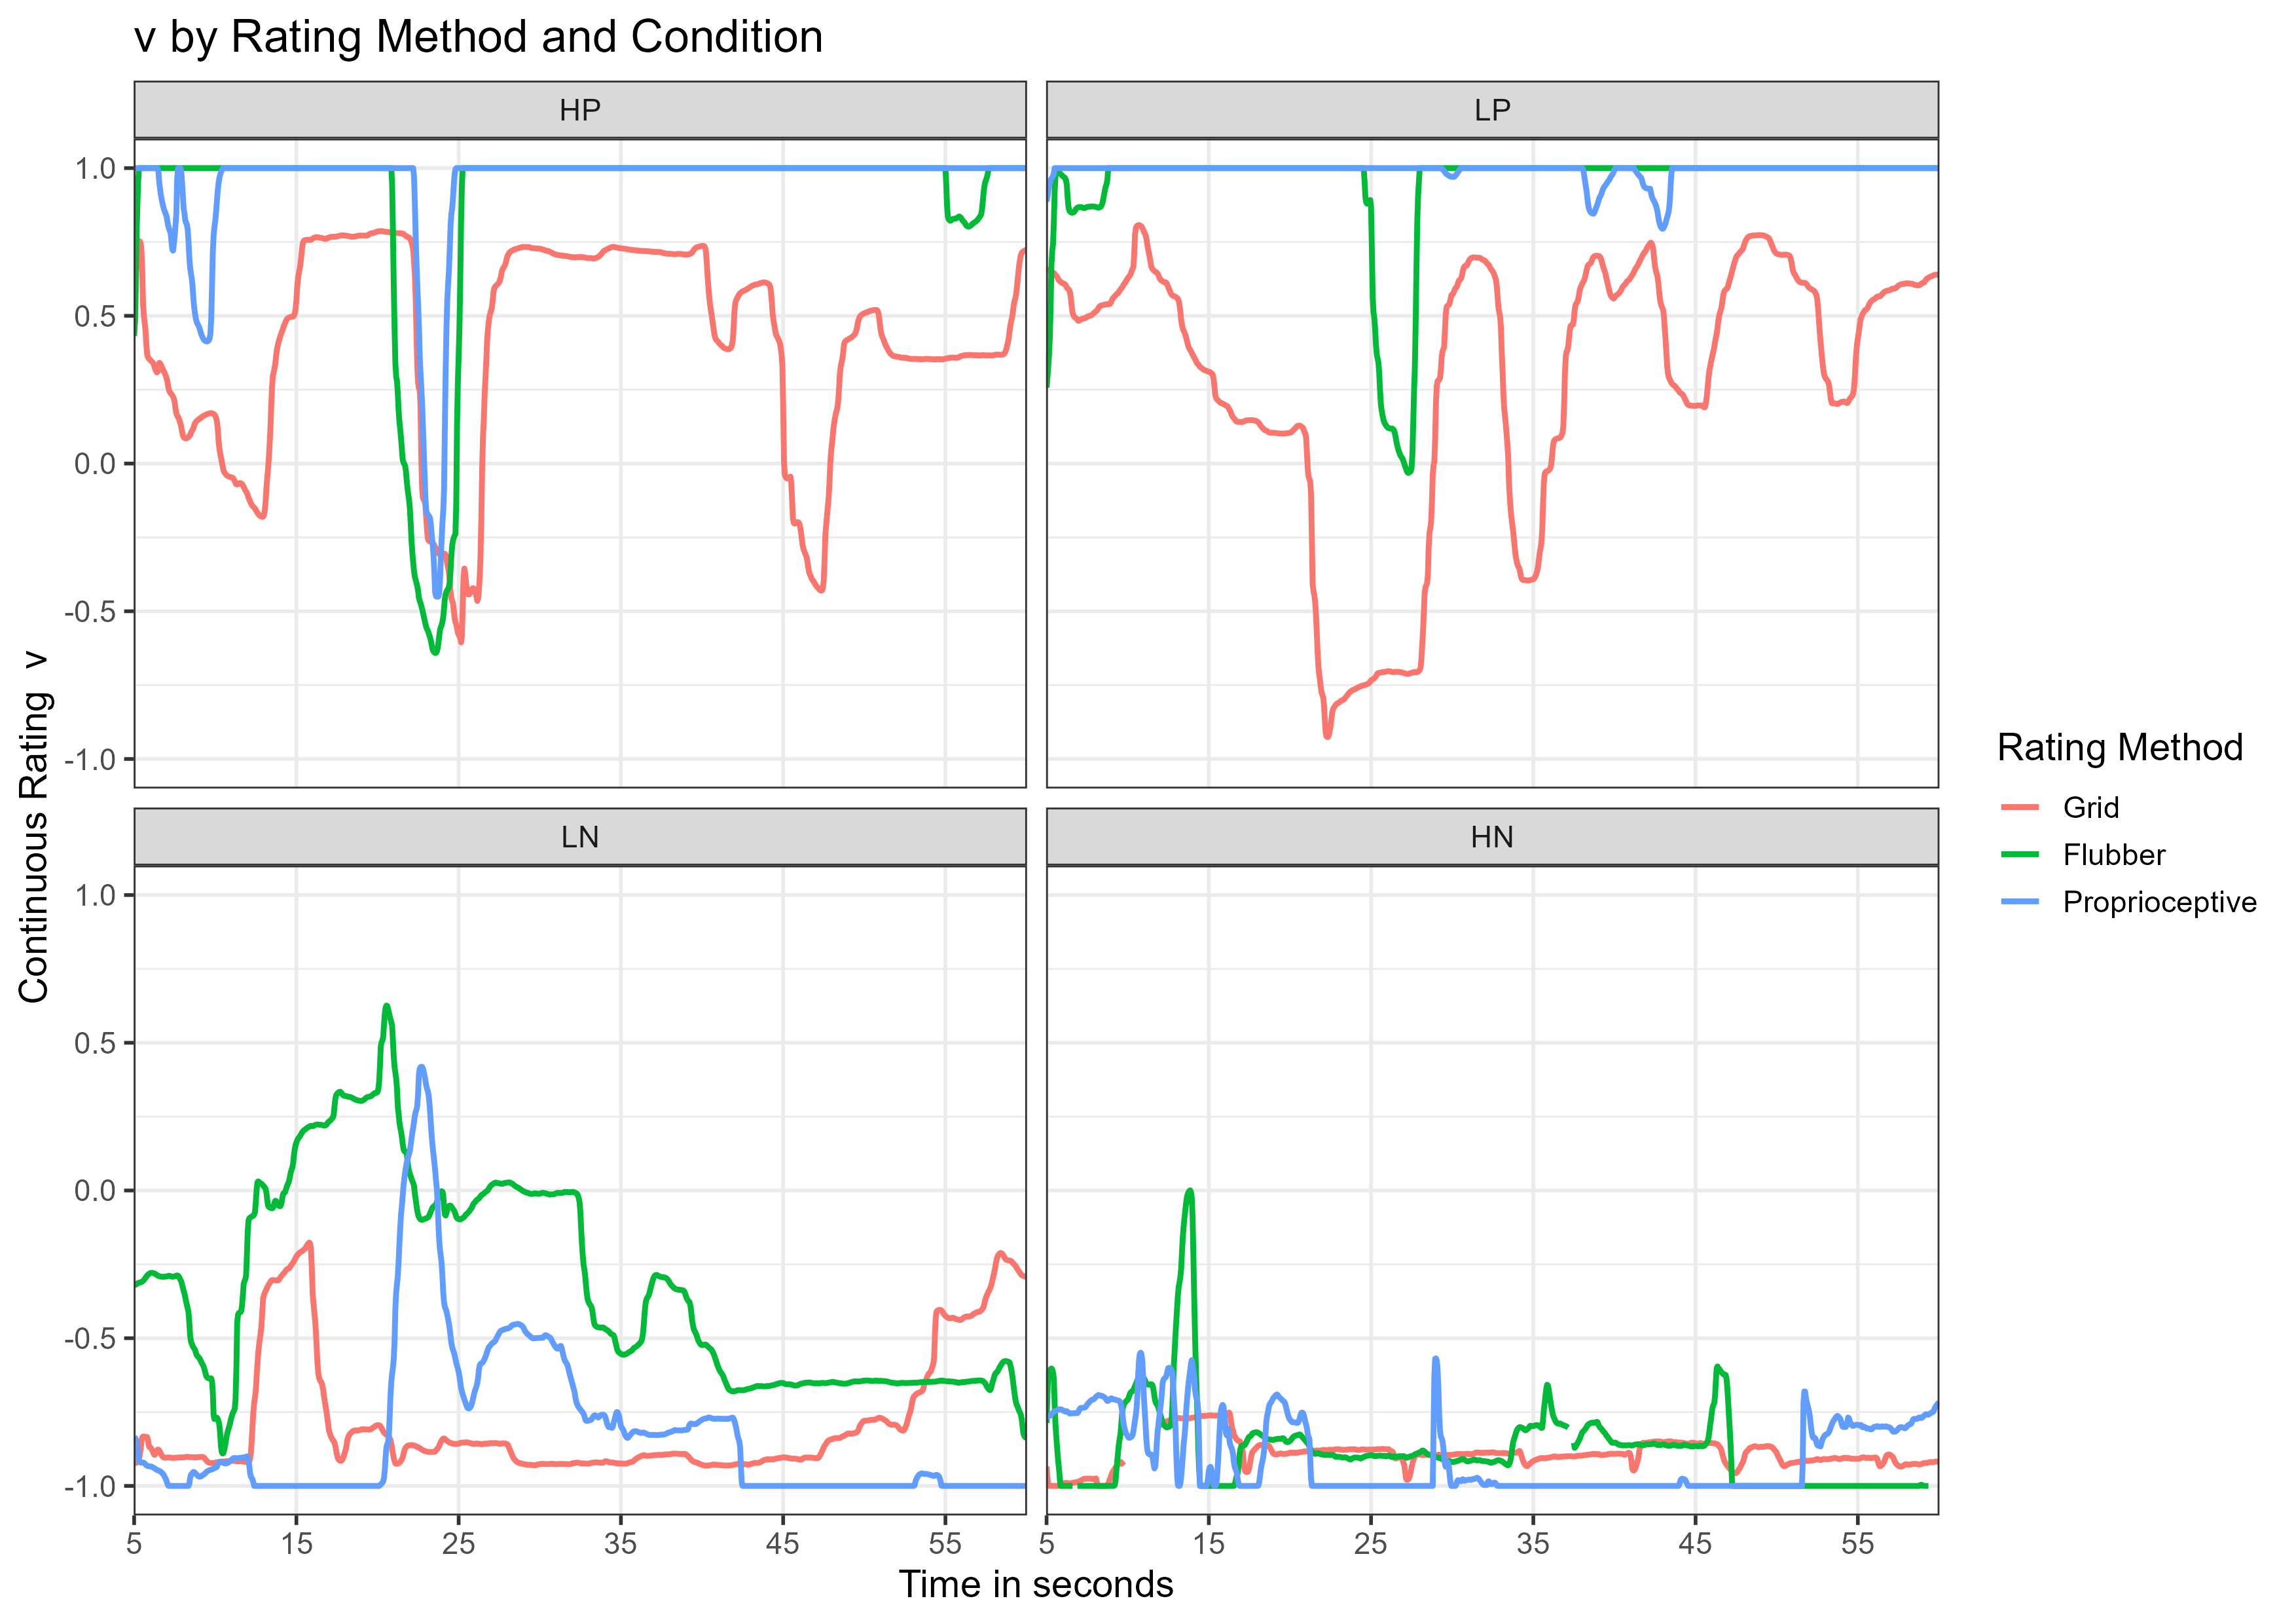 v by Rating Method and Condition
HP
LP
1.0
0.5
0.0
-0.5
-1.0
LN
HN
1.0
0.5
0.0
-0.5
-1.0
5 15 25 35 45 55
5 15 25 35 45 55
Time in seconds
Continuous Rating v
Rating Method
Grid
Flubber
Proprioceptive